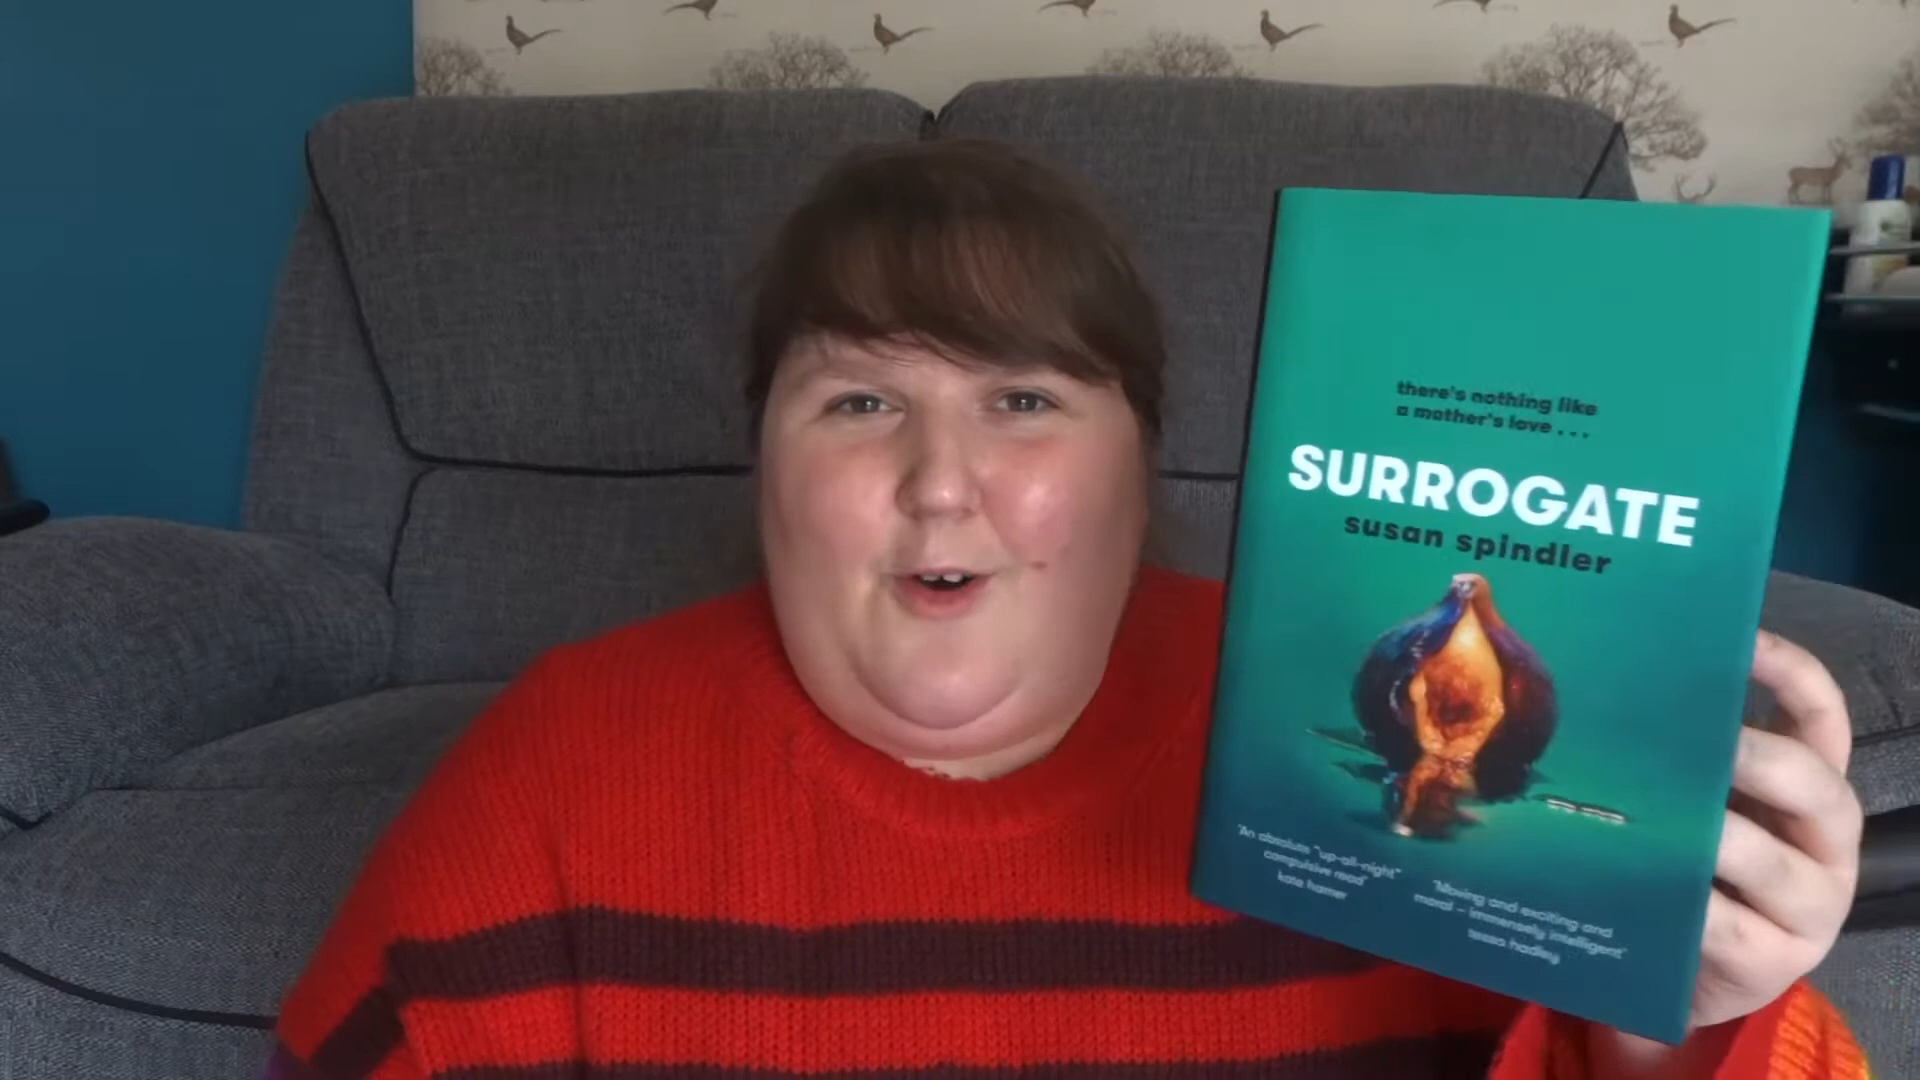 there's nothing like
a mother's love . . .
SURROGATE
susan spindler
'An absolute "up-all-night"
compulsive read'
kate hamer
'Moving and exciting and
moral – immensely intelligent'
tessa hadley